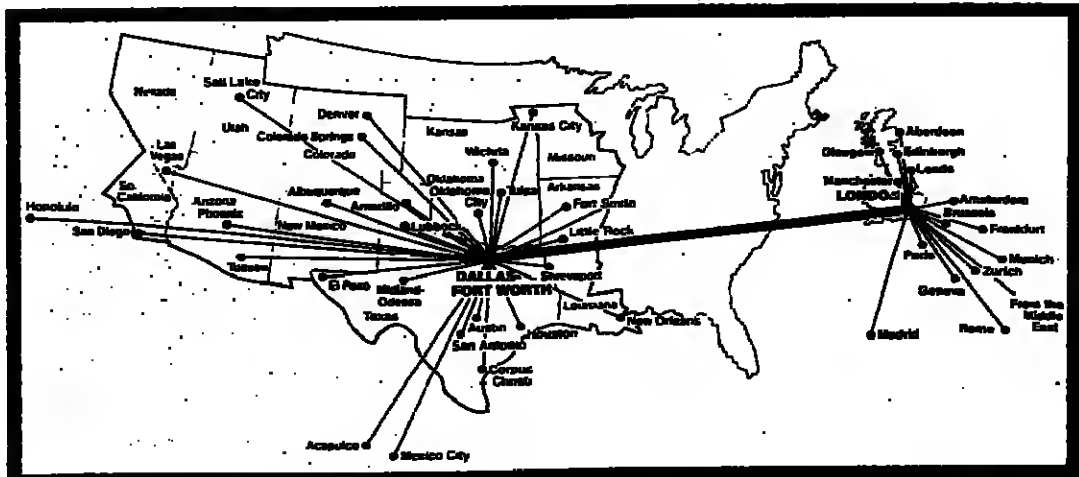 Salt Lake
City
Nevada
Utah
Denver
Colorado Springs
Colorado
Kansas
Kansas City
Missouri
Wichita
Las
Vegas
So.
California
Honolulu
San Diego
Arizona
Phoenix
Tucson
Albuquerque
New Mexico
Amarillo
Lubbock
Oklahoma
Oklahoma
City
Tulsa
Arkansas
Fort Smith
Little Rock
El Paso
Midland-
Odessa
Texas
DALLAS-
FORT WORTH
Shreveport
Louisiana
New Orleans
Austin
San Antonio
Houston
Corpus
Christi
Acapulco
Mexico City
Aberdeen
Glasgow
Edinburgh
Leeds
Manchester
LONDON
Amsterdam
Brussels
Frankfurt
Paris
Munich
Zurich
Geneva
From the
Middle
East
Rome
Madrid